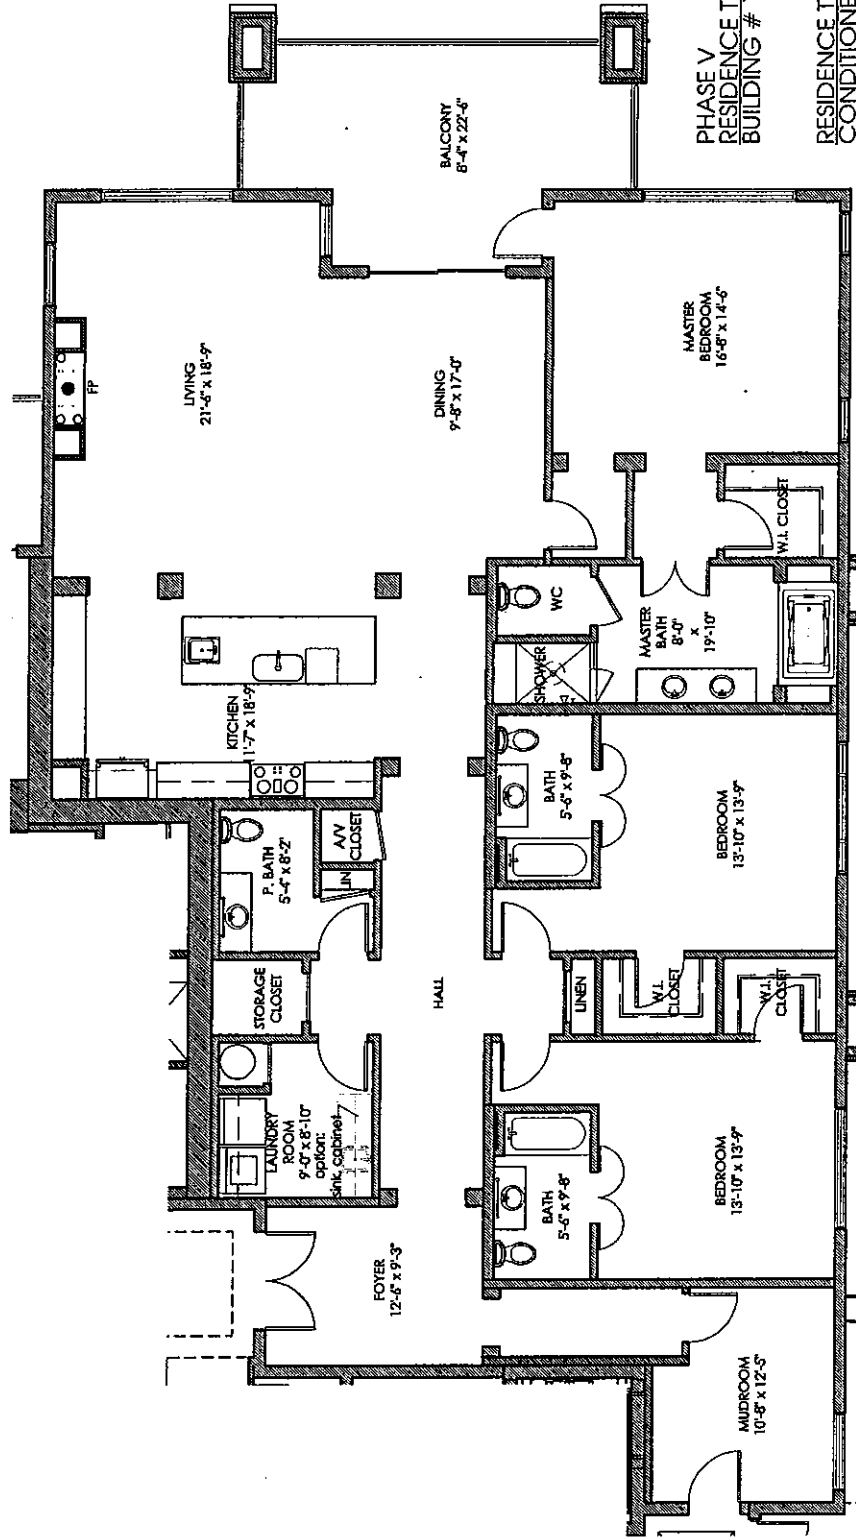 BALCONY
8'-4" x 22'-6"
PHASE V
RESIDENCE T
BUILDING #
RESIDENCE T
CONDITIONE
LIVING
21'-6" x 18'-9"
FP
DINING
9'-8" x 17'-0"
MASTER
BEDROOM
16'-8" x 14'-6"
W.I. CLOSET
WC
MASTER
BATH
8'-0"
x
19'-10"
SHOWER
KITCHEN
11'-7" x 18'-9"
BATH
5'-6" x 9'-8"
BEDROOM
13'-10" x 13'-9"
A/V
CLOSET
LIN
P. BATH
5'-4" x 8'-2"
STORAGE
CLOSET
HALL
LINEN
W.I.
CLOSET
W.I.
CLOSET
LAUNDRY
ROOM
9'-0" x 8'-10"
option:
sink, cabinet
BATH
5'-6" x 9'-8"
BEDROOM
13'-10" x 13'-9"
FOYER
12'-6" x 9'-3"
MUDROOM
10'-8" x 12'-5"